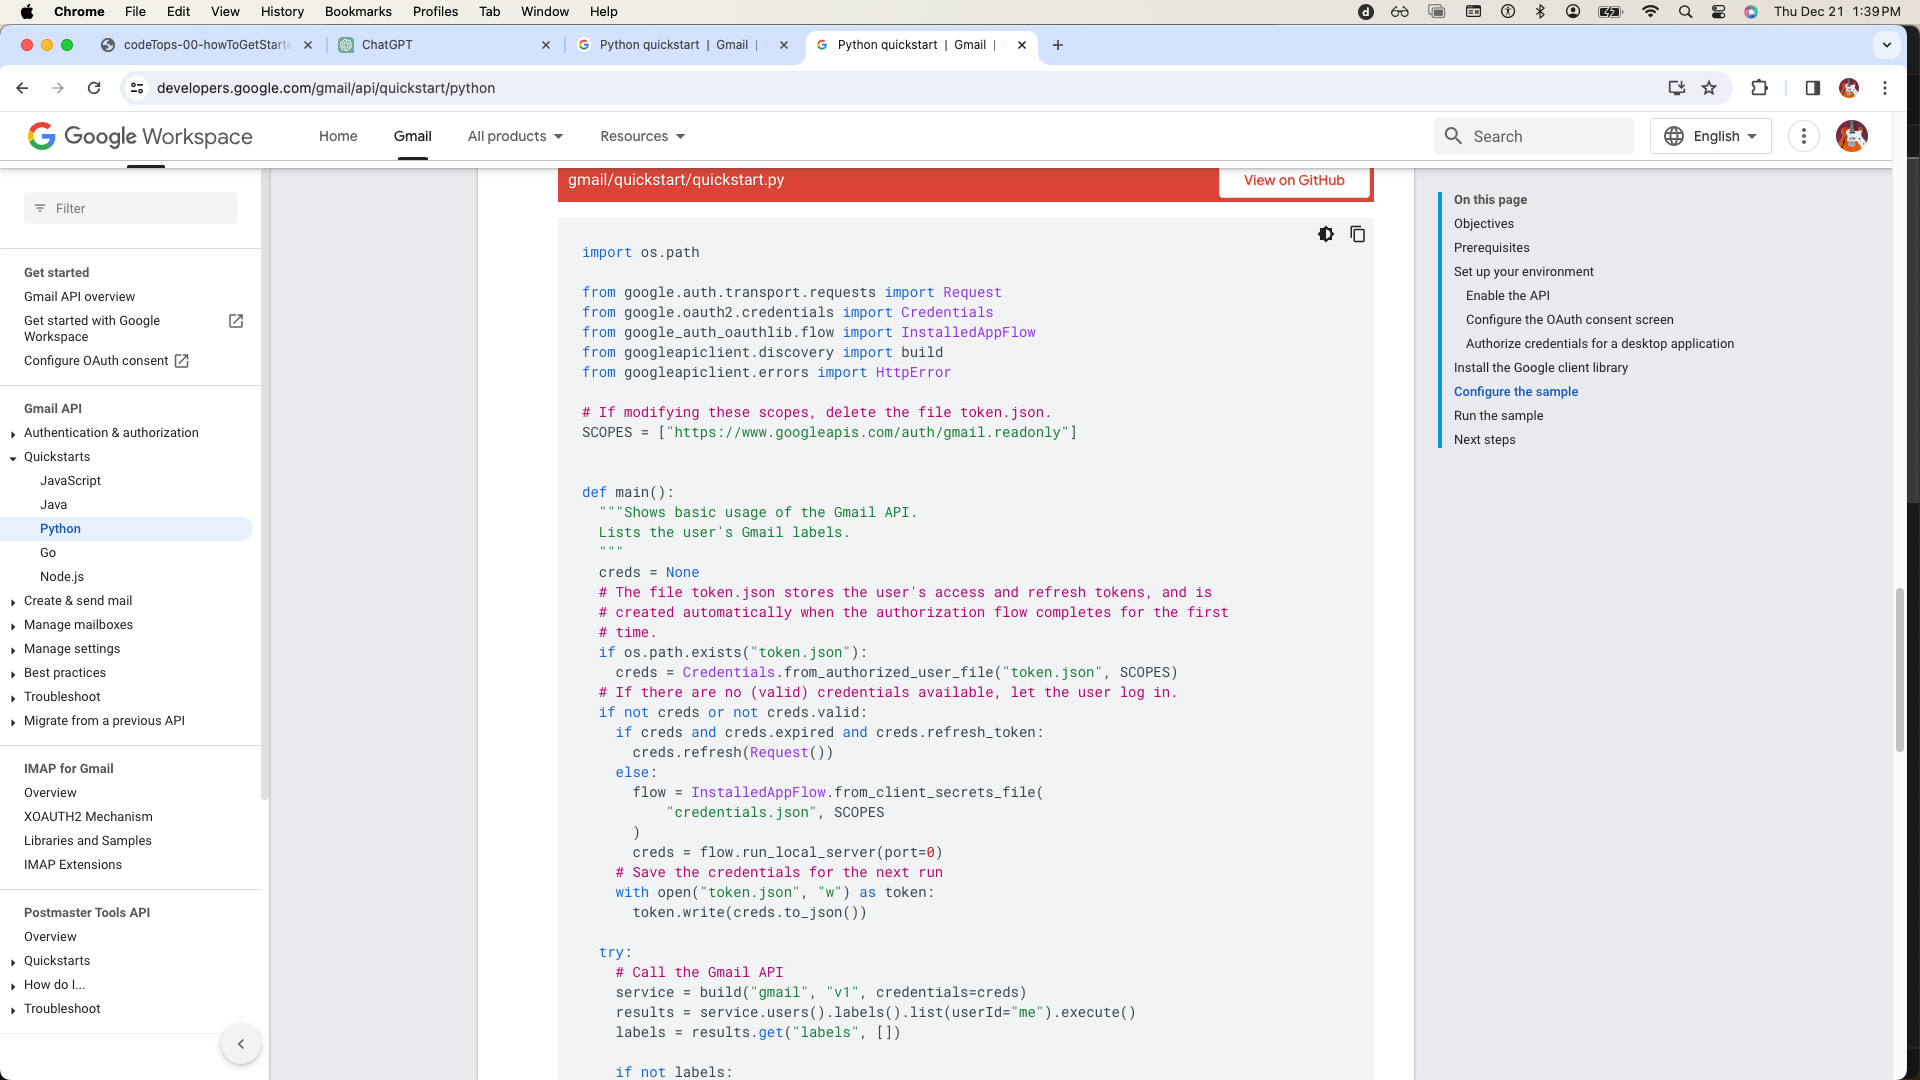 Chrome File Edit View History Bookmarks Profiles Tab Window Help Thu Dec 21 1:39 PM
codeTops-00-howToGetStarte ChatGPT Python quickstart | Gmail | Python quickstart | Gmail |
developers.google.com/gmail/api/quickstart/python
Google Workspace Home Gmail All products Resources Search English
gmail/quickstart/quickstart.py View on GitHub
Filter
Get started
Gmail API overview
Get started with Google
Workspace
Configure OAuth consent
Gmail API
Authentication & authorization
Quickstarts
JavaScript
Java
Python
Go
Node.js
Create & send mail
Manage mailboxes
Manage settings
Best practices
Troubleshoot
Migrate from a previous API
IMAP for Gmail
Overview
XOAUTH2 Mechanism
Libraries and Samples
IMAP Extensions
Postmaster Tools API
Overview
Quickstarts
How do I...
Troubleshoot
import os.path
from google.auth.transport.requests import Request
from google.oauth2.credentials import Credentials
from google_auth_oauthlib.flow import InstalledAppFlow
from googleapiclient.discovery import build
from googleapiclient.errors import HttpError
# If modifying these scopes, delete the file token.json.
SCOPES = ["https://www.googleapis.com/auth/gmail.readonly"]
def main():
"""Shows basic usage of the Gmail API.
Lists the user's Gmail labels.
"""
creds = None
# The file token.json stores the user's access and refresh tokens, and is
# created automatically when the authorization flow completes for the first
# time.
if os.path.exists("token.json"):
creds = Credentials.from_authorized_user_file("token.json", SCOPES)
# If there are no (valid) credentials available, let the user log in.
if not creds or not creds.valid:
if creds and creds.expired and creds.refresh_token:
creds.refresh(Request())
else:
flow = InstalledAppFlow.from_client_secrets_file(
"credentials.json", SCOPES
)
creds = flow.run_local_server(port=0)
# Save the credentials for the next run
with open("token.json", "w") as token:
token.write(creds.to_json())
try:
# Call the Gmail API
service = build("gmail", "v1", credentials=creds)
results = service.users().labels().list(userId="me").execute()
labels = results.get("labels", [])
if not labels:
On this page
Objectives
Prerequisites
Set up your environment
Enable the API
Configure the OAuth consent screen
Authorize credentials for a desktop application
Install the Google client library
Configure the sample
Run the sample
Next steps